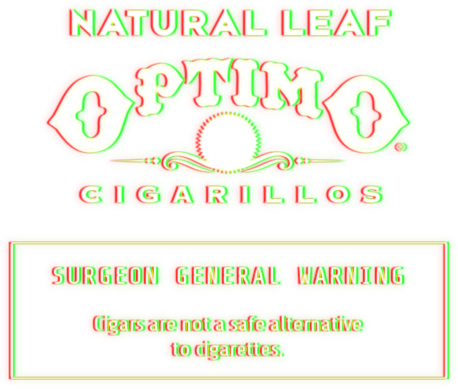 NATURAL LEAF
OPTIMO®
CIGARILLOS
SURGEON GENERAL WARNING
Cigars are not a safe alternative
to cigarettes.